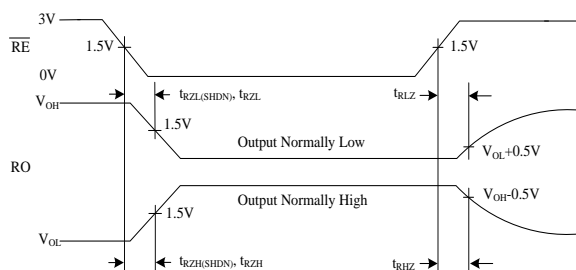 3V
RE
1.5V
1.5V
0V
tRZL(SHDN), tRZL
tRLZ
VOH
1.5V
Output Normally Low
VOL+0.5V
RO
Output Normally High
VOH-0.5V
1.5V
VOL
tRZH(SHDN), tRZH
tRHZ